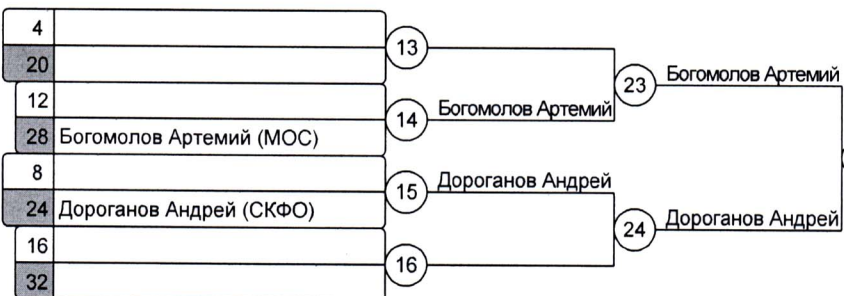 4
20
13
12
28 Богомолов Артемий (МОС)
14 Богомолов Артемий
23 Богомолов Артемий
8
24 Дороганов Андрей (СКФО)
15 Дороганов Андрей
24 Дороганов Андрей
16
32
16